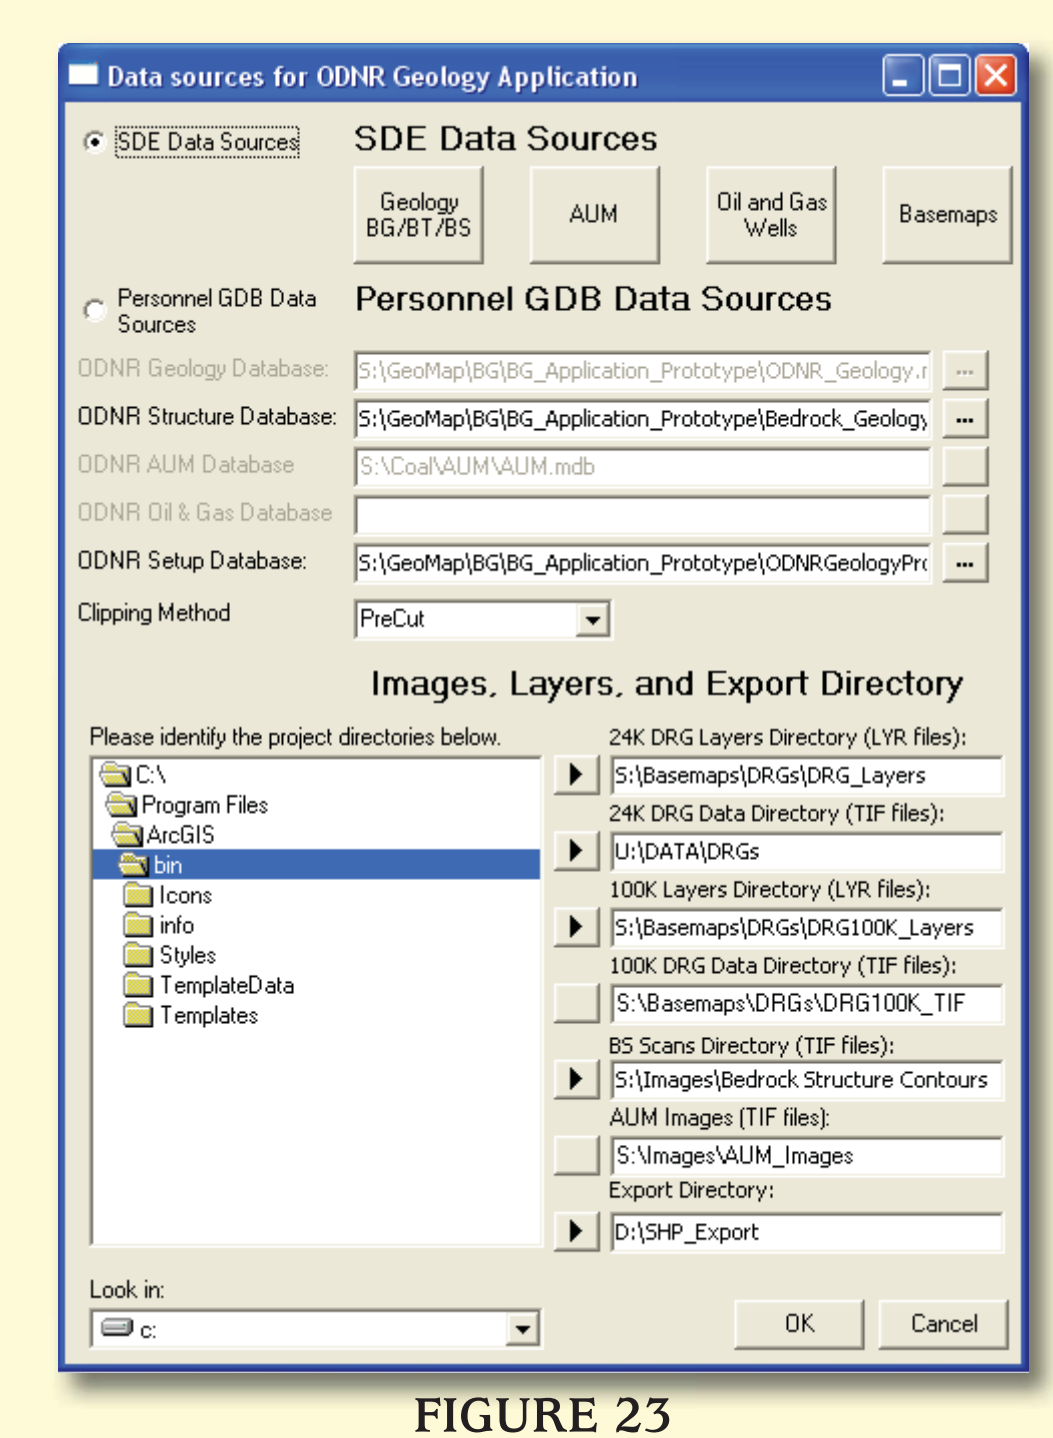 Data sources for ODNR Geology Application
SDE Data Sources
SDE Data Sources
Geology
BG/BT/BS
AUM
Oil and Gas
Wells
Basemaps
Personnel GDB Data
Sources
Personnel GDB Data Sources
ODNR Geology Database:
S:\GeoMap\BG\BG_Application_Prototype\ODNR_Geology.r
...
ODNR Structure Database:
S:\GeoMap\BG\BG_Application_Prototype\Bedrock_Geology
...
ODNR AUM Database
S:\Coal\AUM\AUM.mdb
ODNR Oil & Gas Database
ODNR Setup Database:
S:\GeoMap\BG\BG_Application_Prototype\ODNRGeologyPro
...
Clipping Method
PreCut
Images, Layers, and Export Directory
Please identify the project directories below.
C:\
Program Files
ArcGIS
bin
Icons
info
Styles
TemplateData
Templates
Look in:
c:
24K DRG Layers Directory (LYR files):
S:\Basemaps\DRGs\DRG_Layers
24K DRG Data Directory (TIF files):
U:\DATA\DRGs
100K Layers Directory (LYR files):
S:\Basemaps\DRGs\DRG100K_Layers
100K DRG Data Directory (TIF files):
S:\Basemaps\DRGs\DRG100K_TIF
BS Scans Directory (TIF files):
S:\Images\Bedrock Structure Contours
AUM Images (TIF files):
S:\Images\AUM_Images
Export Directory:
D:\SHP_Export
OK
Cancel
FIGURE 23